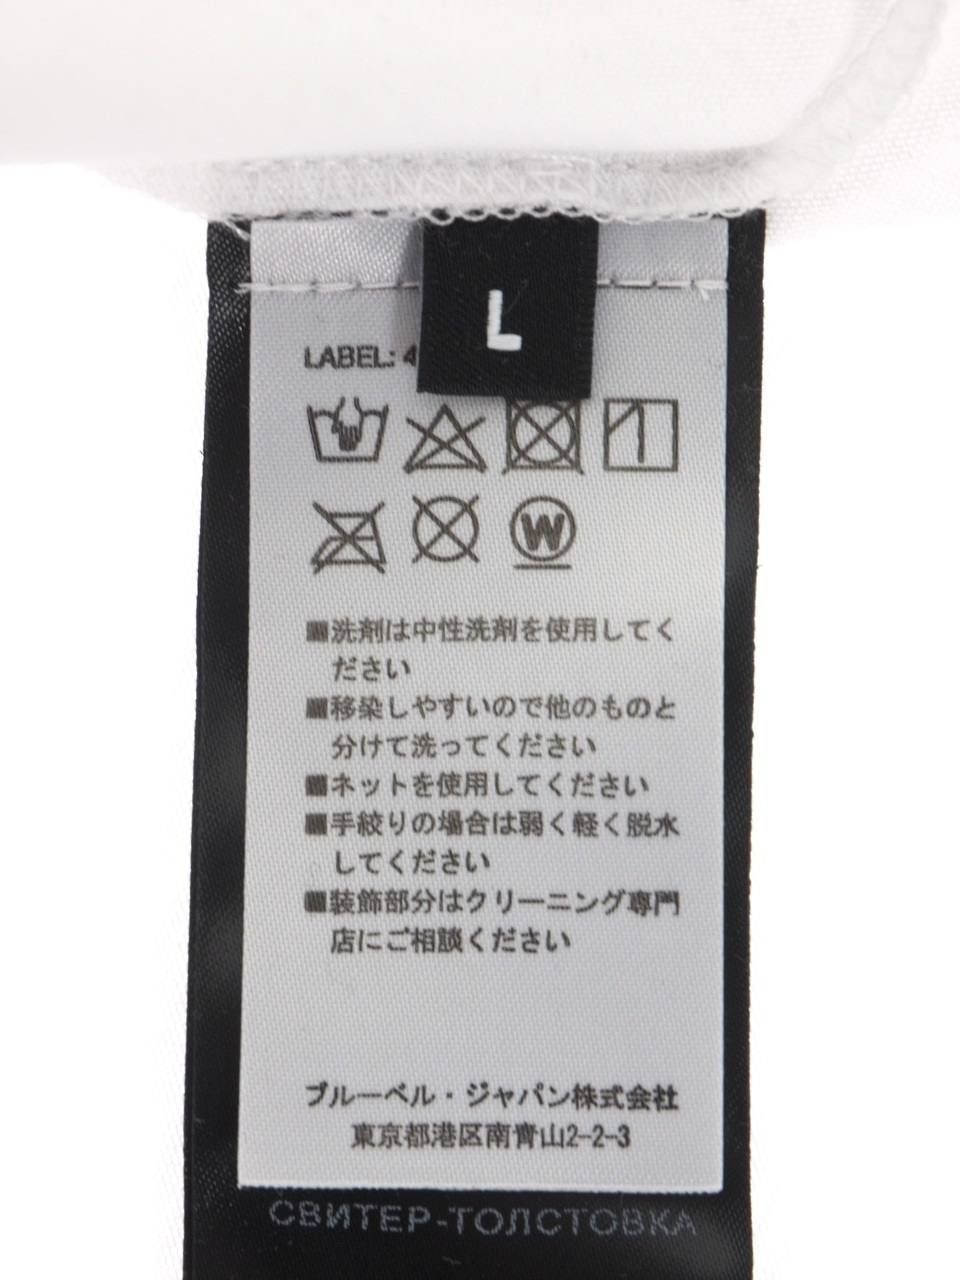 L
LABEL: 4
W
■洗剤は中性洗剤を使用してく
ださい
■移染しやすいので他のものと
分けて洗ってください
■ネットを使用してください
■手絞りの場合は弱く軽く脱水
してください
■装飾部分はクリーニング専門
店にご相談ください
ブルーベル・ジャパン株式会社
東京都港区南青山2-2-3
СВИТЕР-ТОЛСТОВКА